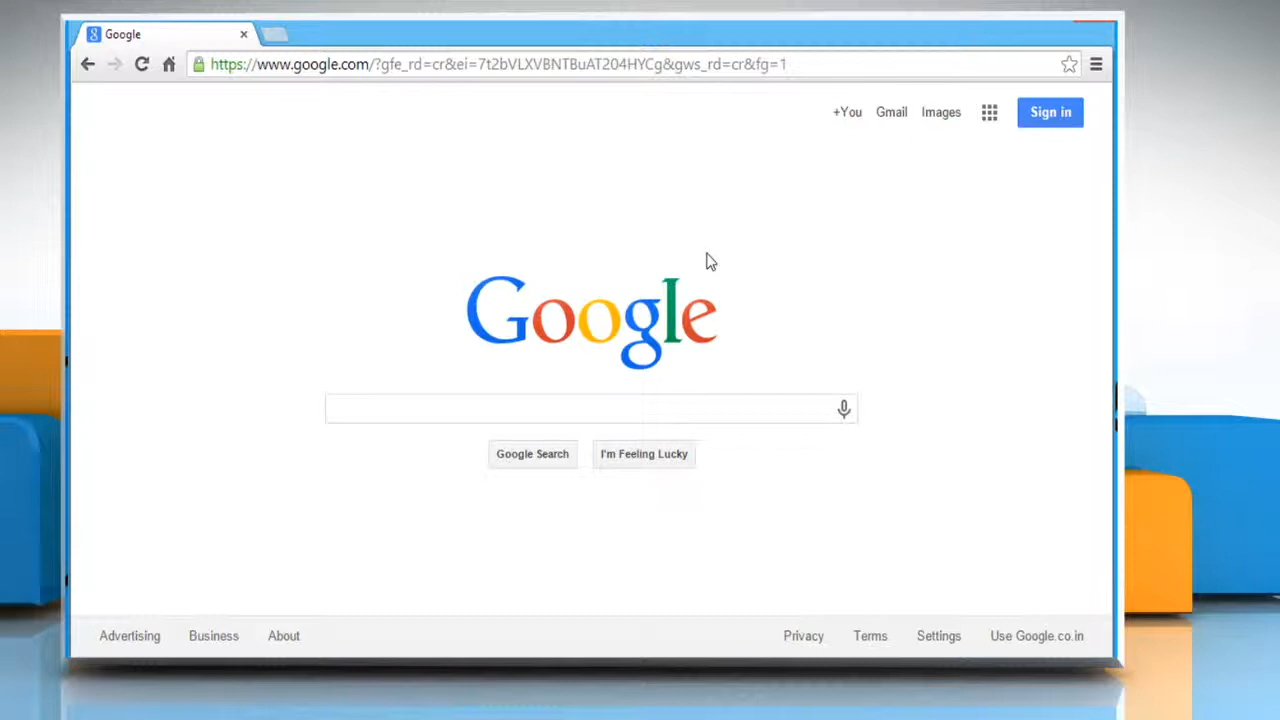 Google
https://www.google.com/?gfe_rd=cr&ei=7t2bVLXVBNTBuAT204HYCg&gws_rd=cr&fg=1
+You Gmail Images Sign in
Google
Google Search I'm Feeling Lucky
Advertising Business About Privacy Terms Settings Use Google.co.in